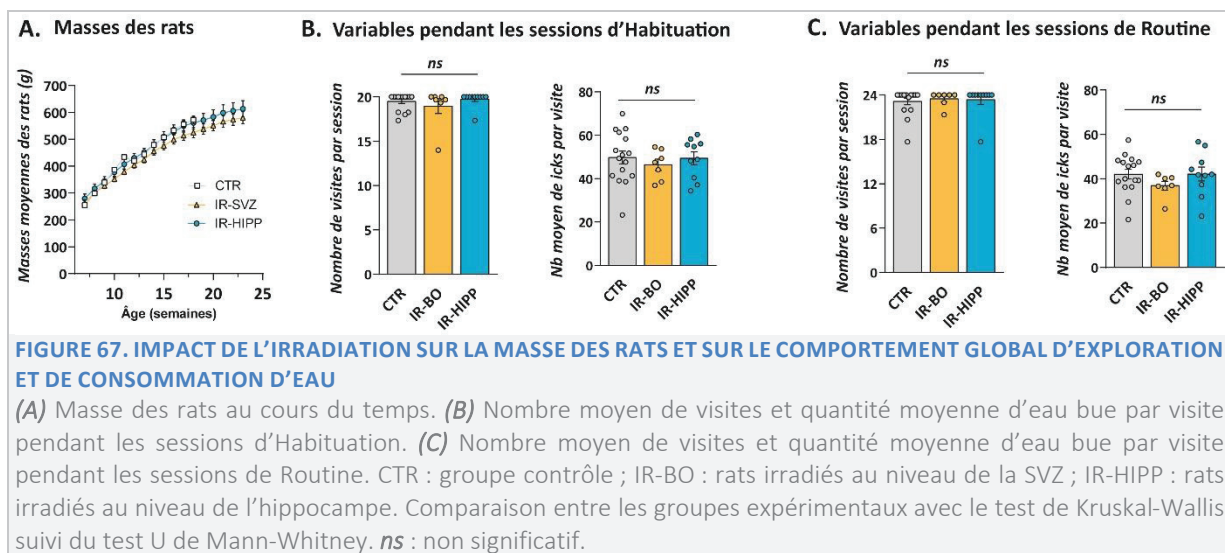 A. Masses des rats
B. Variables pendant les sessions d'Habituation
C. Variables pendant les sessions de Routine
Masses moyennes des rats (g)
700
600
500
400
300
200
100
0
CTR
IR-SVZ
IR-HIPP
10
15
20
25
Âge (semaines)
Nombre de visites par session
ns
20
15
10
5
0
CTR
IR-BO
IR-HIPP
Nb moyen de icks par visite
ns
80
60
40
20
0
CTR
IR-BO
IR-HIPP
Nombre de visites par session
ns
24
18
12
6
0
CTR
IR-BO
IR-HIPP
Nb moyen de icks par visite
ns
80
60
40
20
0
CTR
IR-BO
IR-HIPP
FIGURE 67. IMPACT DE L'IRRADIATION SUR LA MASSE DES RATS ET SUR LE COMPORTEMENT GLOBAL D'EXPLORATION
ET DE CONSOMMATION D'EAU
(A) Masse des rats au cours du temps. (B) Nombre moyen de visites et quantité moyenne d'eau bue par visite
pendant les sessions d'Habituation. (C) Nombre moyen de visites et quantité moyenne d'eau bue par visite
pendant les sessions de Routine. CTR : groupe contrôle ; IR-BO : rats irradiés au niveau de la SVZ ; IR-HIPP : rats
irradiés au niveau de l'hippocampe. Comparaison entre les groupes expérimentaux avec le test de Kruskal-Wallis
suivi du test U de Mann-Whitney. ns : non significatif.